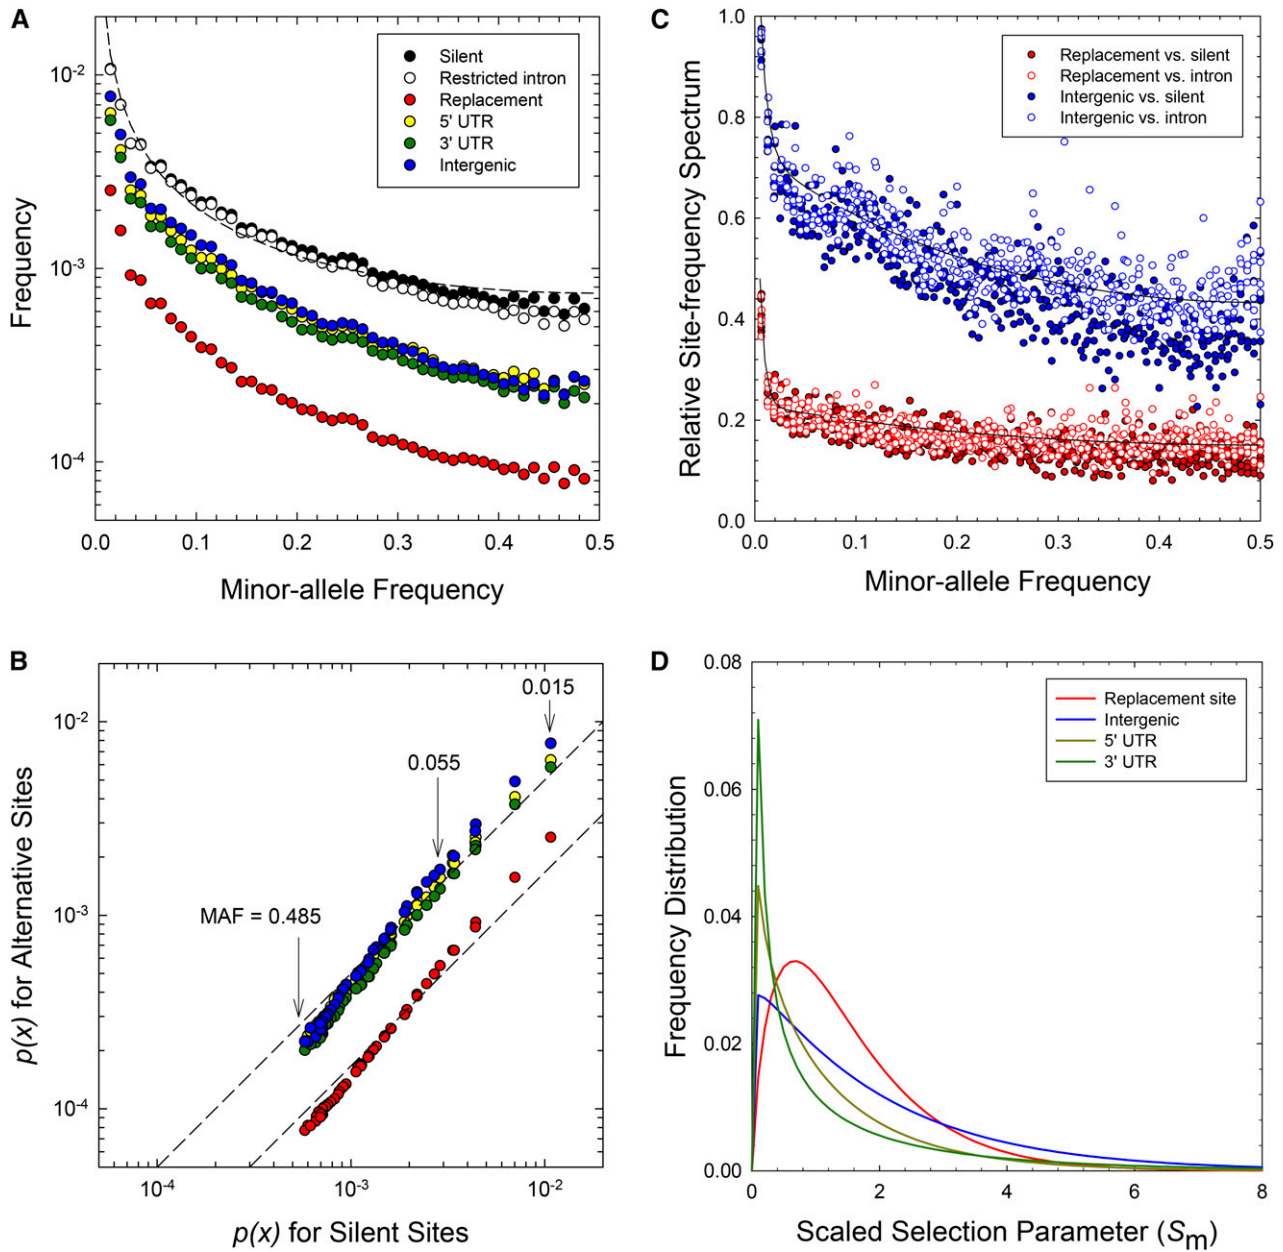 A
Silent
Restricted intron
Replacement
5' UTR
3' UTR
Intergenic
10-2
10-3
10-4
Frequency
0.0 0.1 0.2 0.3 0.4 0.5
Minor-allele Frequency
C
Replacement vs. silent
Replacement vs. intron
Intergenic vs. silent
Intergenic vs. intron
1.0
0.8
0.6
0.4
0.2
0.0
Relative Site-frequency Spectrum
0.0 0.1 0.2 0.3 0.4 0.5
Minor-allele Frequency
B
0.015
0.055
MAF = 0.485
10-2
10-3
10-4
p(x) for Alternative Sites
10-4 10-3 10-2
p(x) for Silent Sites
D
Replacement site
Intergenic
5' UTR
3' UTR
0.08
0.06
0.04
0.02
0.00
Frequency Distribution
0 2 4 6 8
Scaled Selection Parameter (Sm)